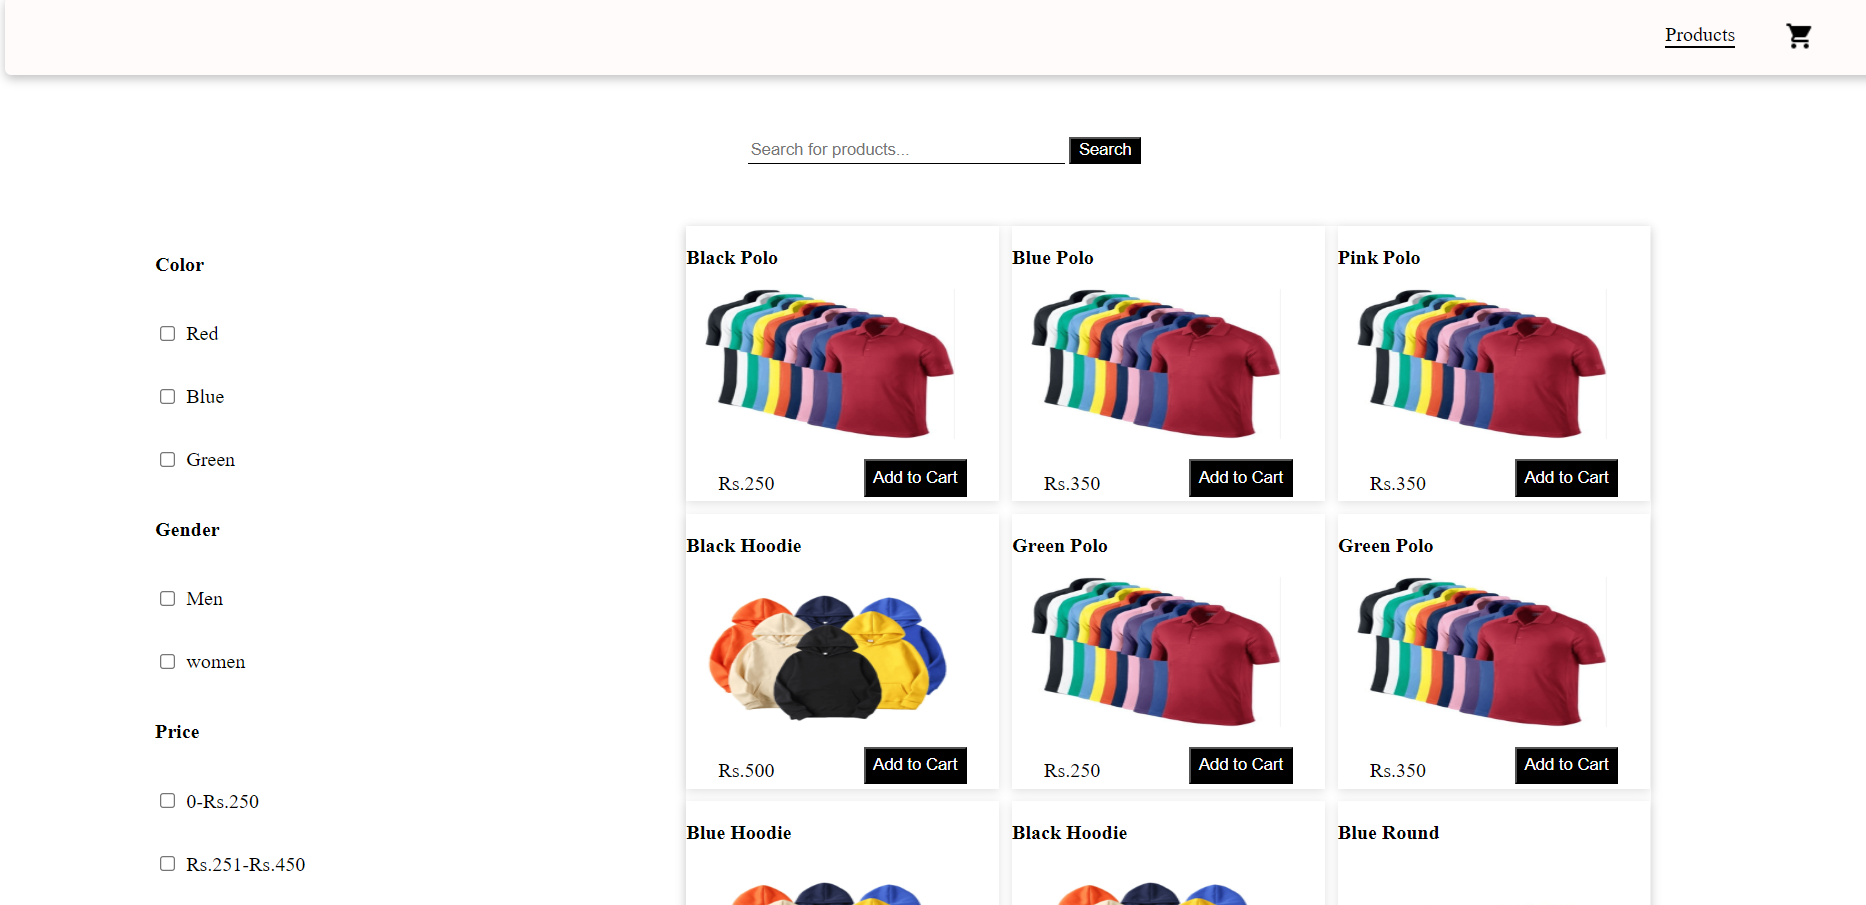 Products
Search for products...
Search
Color
Red
Blue
Green
Gender
Men
women
Price
0-Rs.250
Rs.251-Rs.450
Black Polo
Rs.250
Add to Cart
Blue Polo
Rs.350
Add to Cart
Pink Polo
Rs.350
Add to Cart
Black Hoodie
Rs.500
Add to Cart
Green Polo
Rs.250
Add to Cart
Green Polo
Rs.350
Add to Cart
Blue Hoodie
Black Hoodie
Blue Round